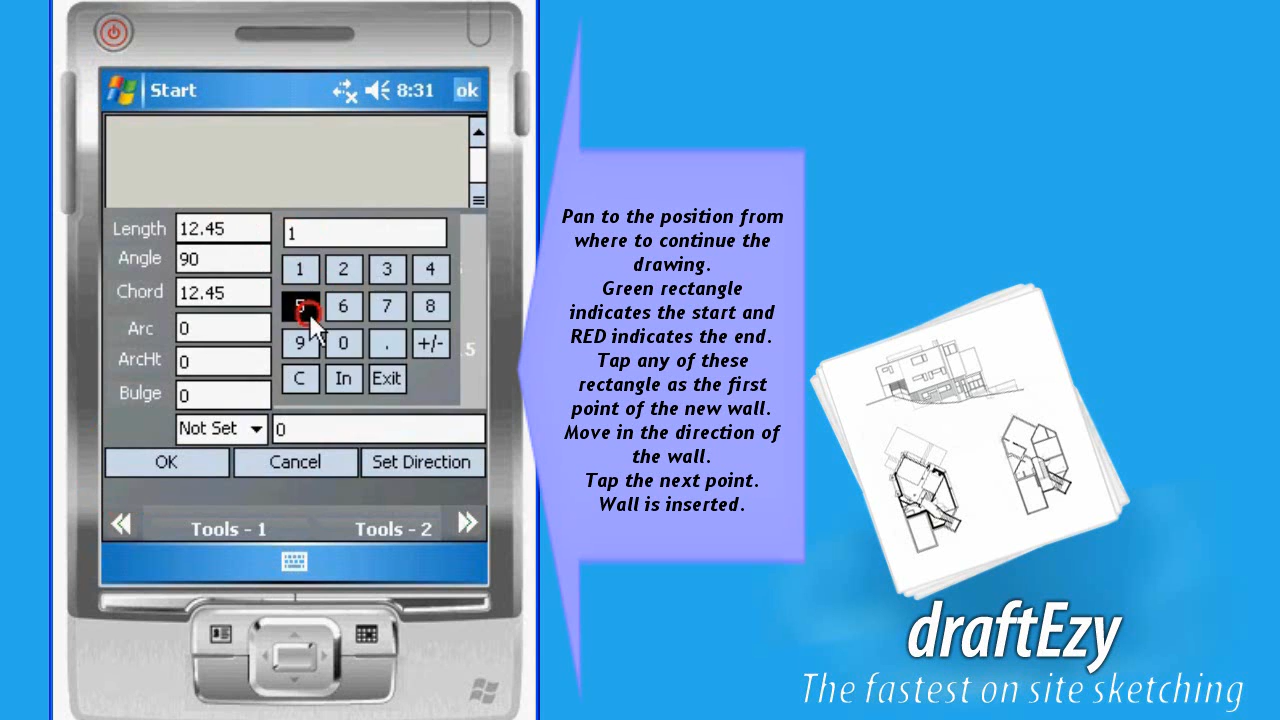 Start 8:31 ok
Length 12.45
Angle 90
Chord 12.45
Arc 0
ArcHt 0
Bulge 0
1
1 2 3 4
5 6 7 8
9 0 . +/-
C In Exit
Not Set 0
OK Cancel Set Direction
Tools - 1 Tools - 2
Pan to the position from
where to continue the
drawing.
Green rectangle
indicates the start and
RED indicates the end.
Tap any of these
rectangle as the first
point of the new wall.
Move in the direction of
the wall.
Tap the next point.
Wall is inserted.
draftEzy
The fastest on site sketching